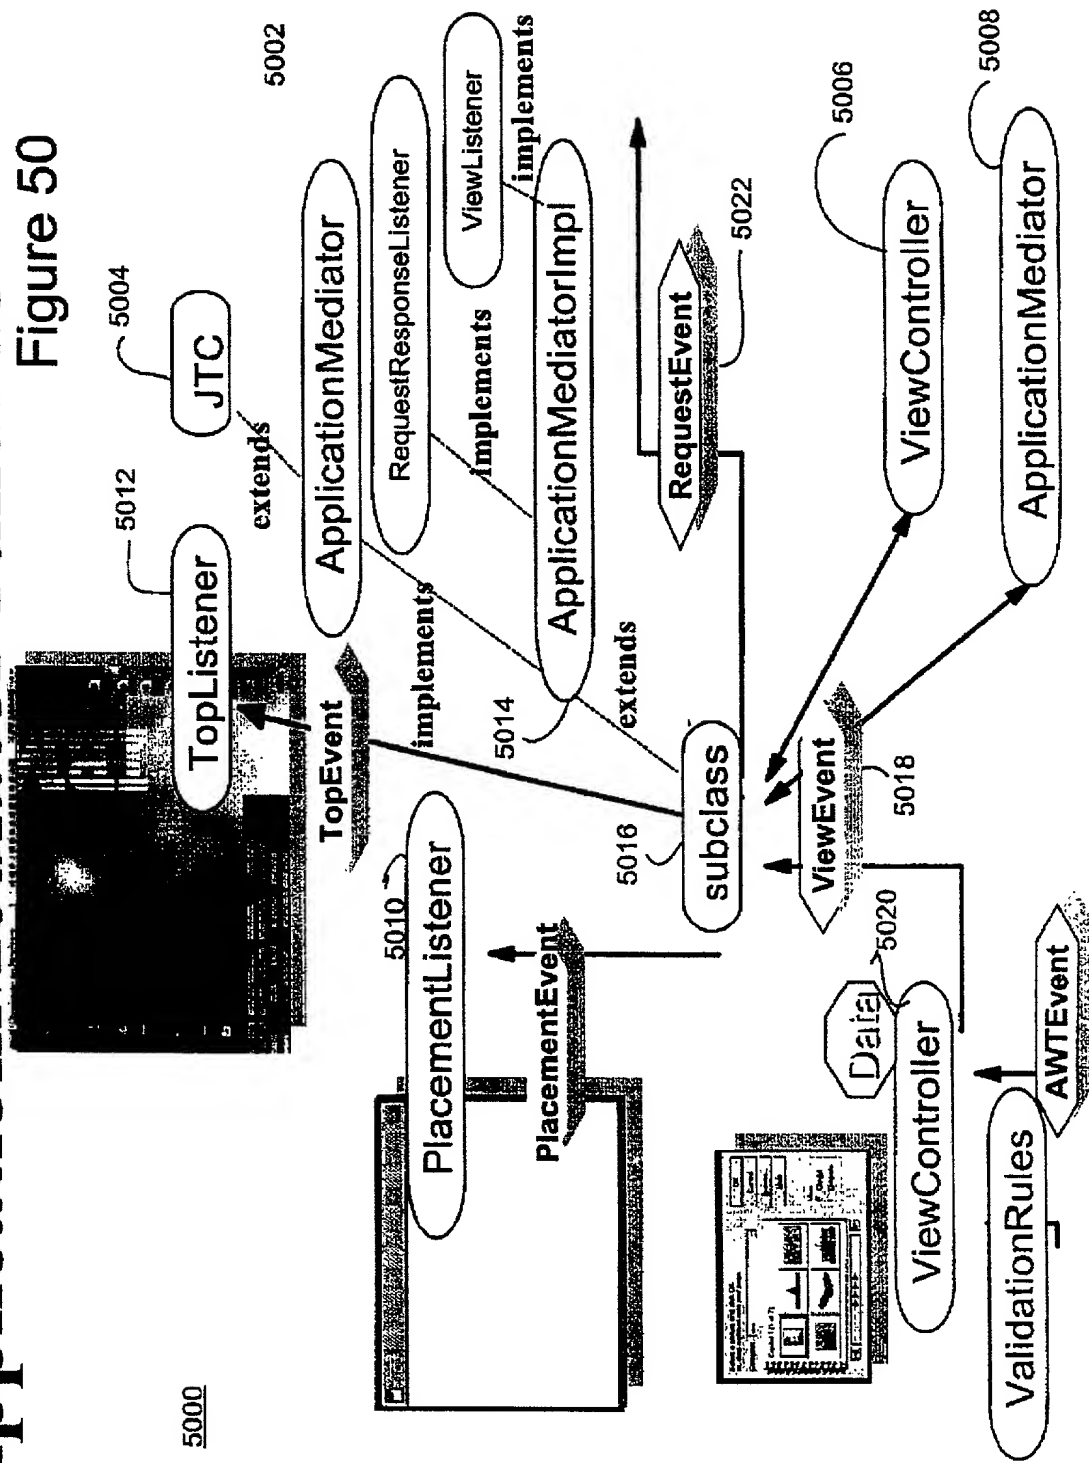 Figure 50
5000
5012
5004
5002
TopListener
JTC
extends
TopEvent
ApplicationMediator
RequestResponseListener
ViewListener
implements
implements
implements
5010
PlacementListener
5014
ApplicationMediatorImpl
PlacementEvent
extends
5016
subclass
RequestEvent
5022
ViewEvent
5018
5020
Data
ViewController
ViewController
5006
AWTEvent
ValidationRules
ApplicationMediator
5008